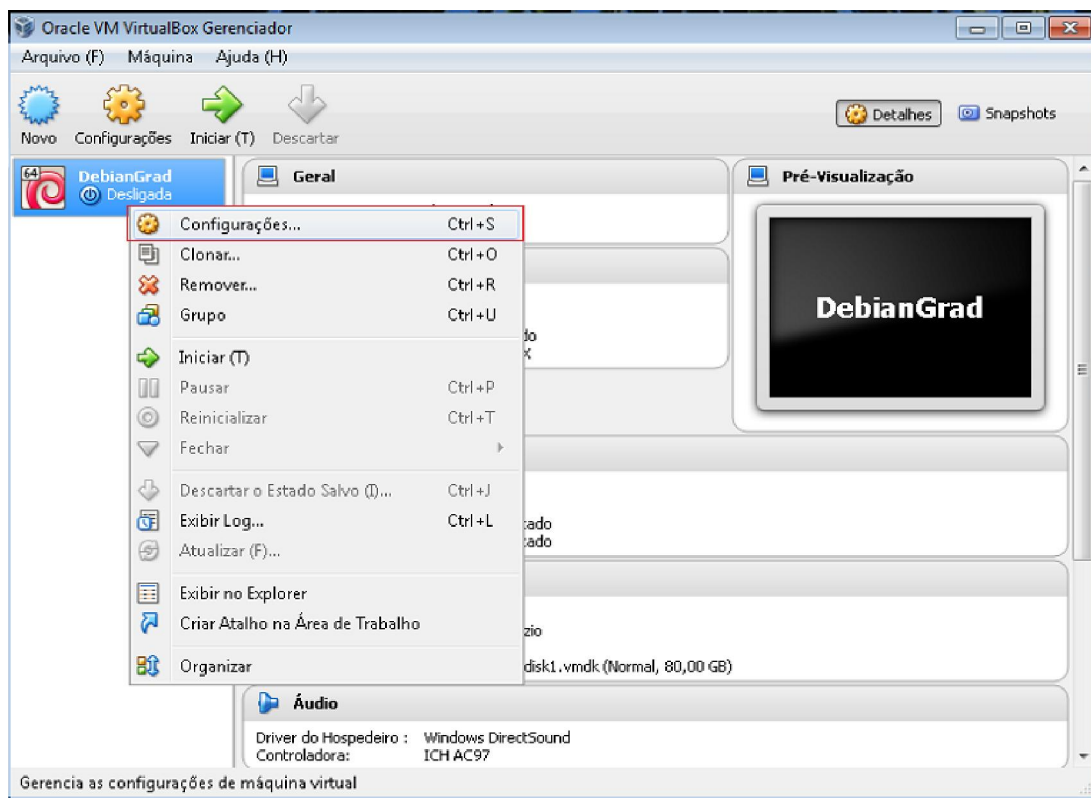 Oracle VM VirtualBox Gerenciador
Arquivo (F) Máquina Ajuda (H)
Novo Configurações Iniciar (T) Descartar
Detalhes Snapshots
64 DebianGrad
Desligada
Geral
Pré-Visualização
DebianGrad
Configurações... Ctrl+S
Clonar... Ctrl+O
Remover... Ctrl+R
Grupo Ctrl+U
Iniciar (T)
Pausar Ctrl+P
Reinicializar Ctrl+T
Fechar
Descartar o Estado Salvo (I)... Ctrl+J
Exibir Log... Ctrl+L
Atualizar (F)...
Exibir no Explorer
Criar Atalho na Área de Trabalho
Organizar
do
X
tado
tado
zio
disk1.vmdk (Normal, 80,00 GB)
Áudio
Driver do Hospedeiro : Windows DirectSound
Controladora: ICH AC97
Gerencia as configurações de máquina virtual